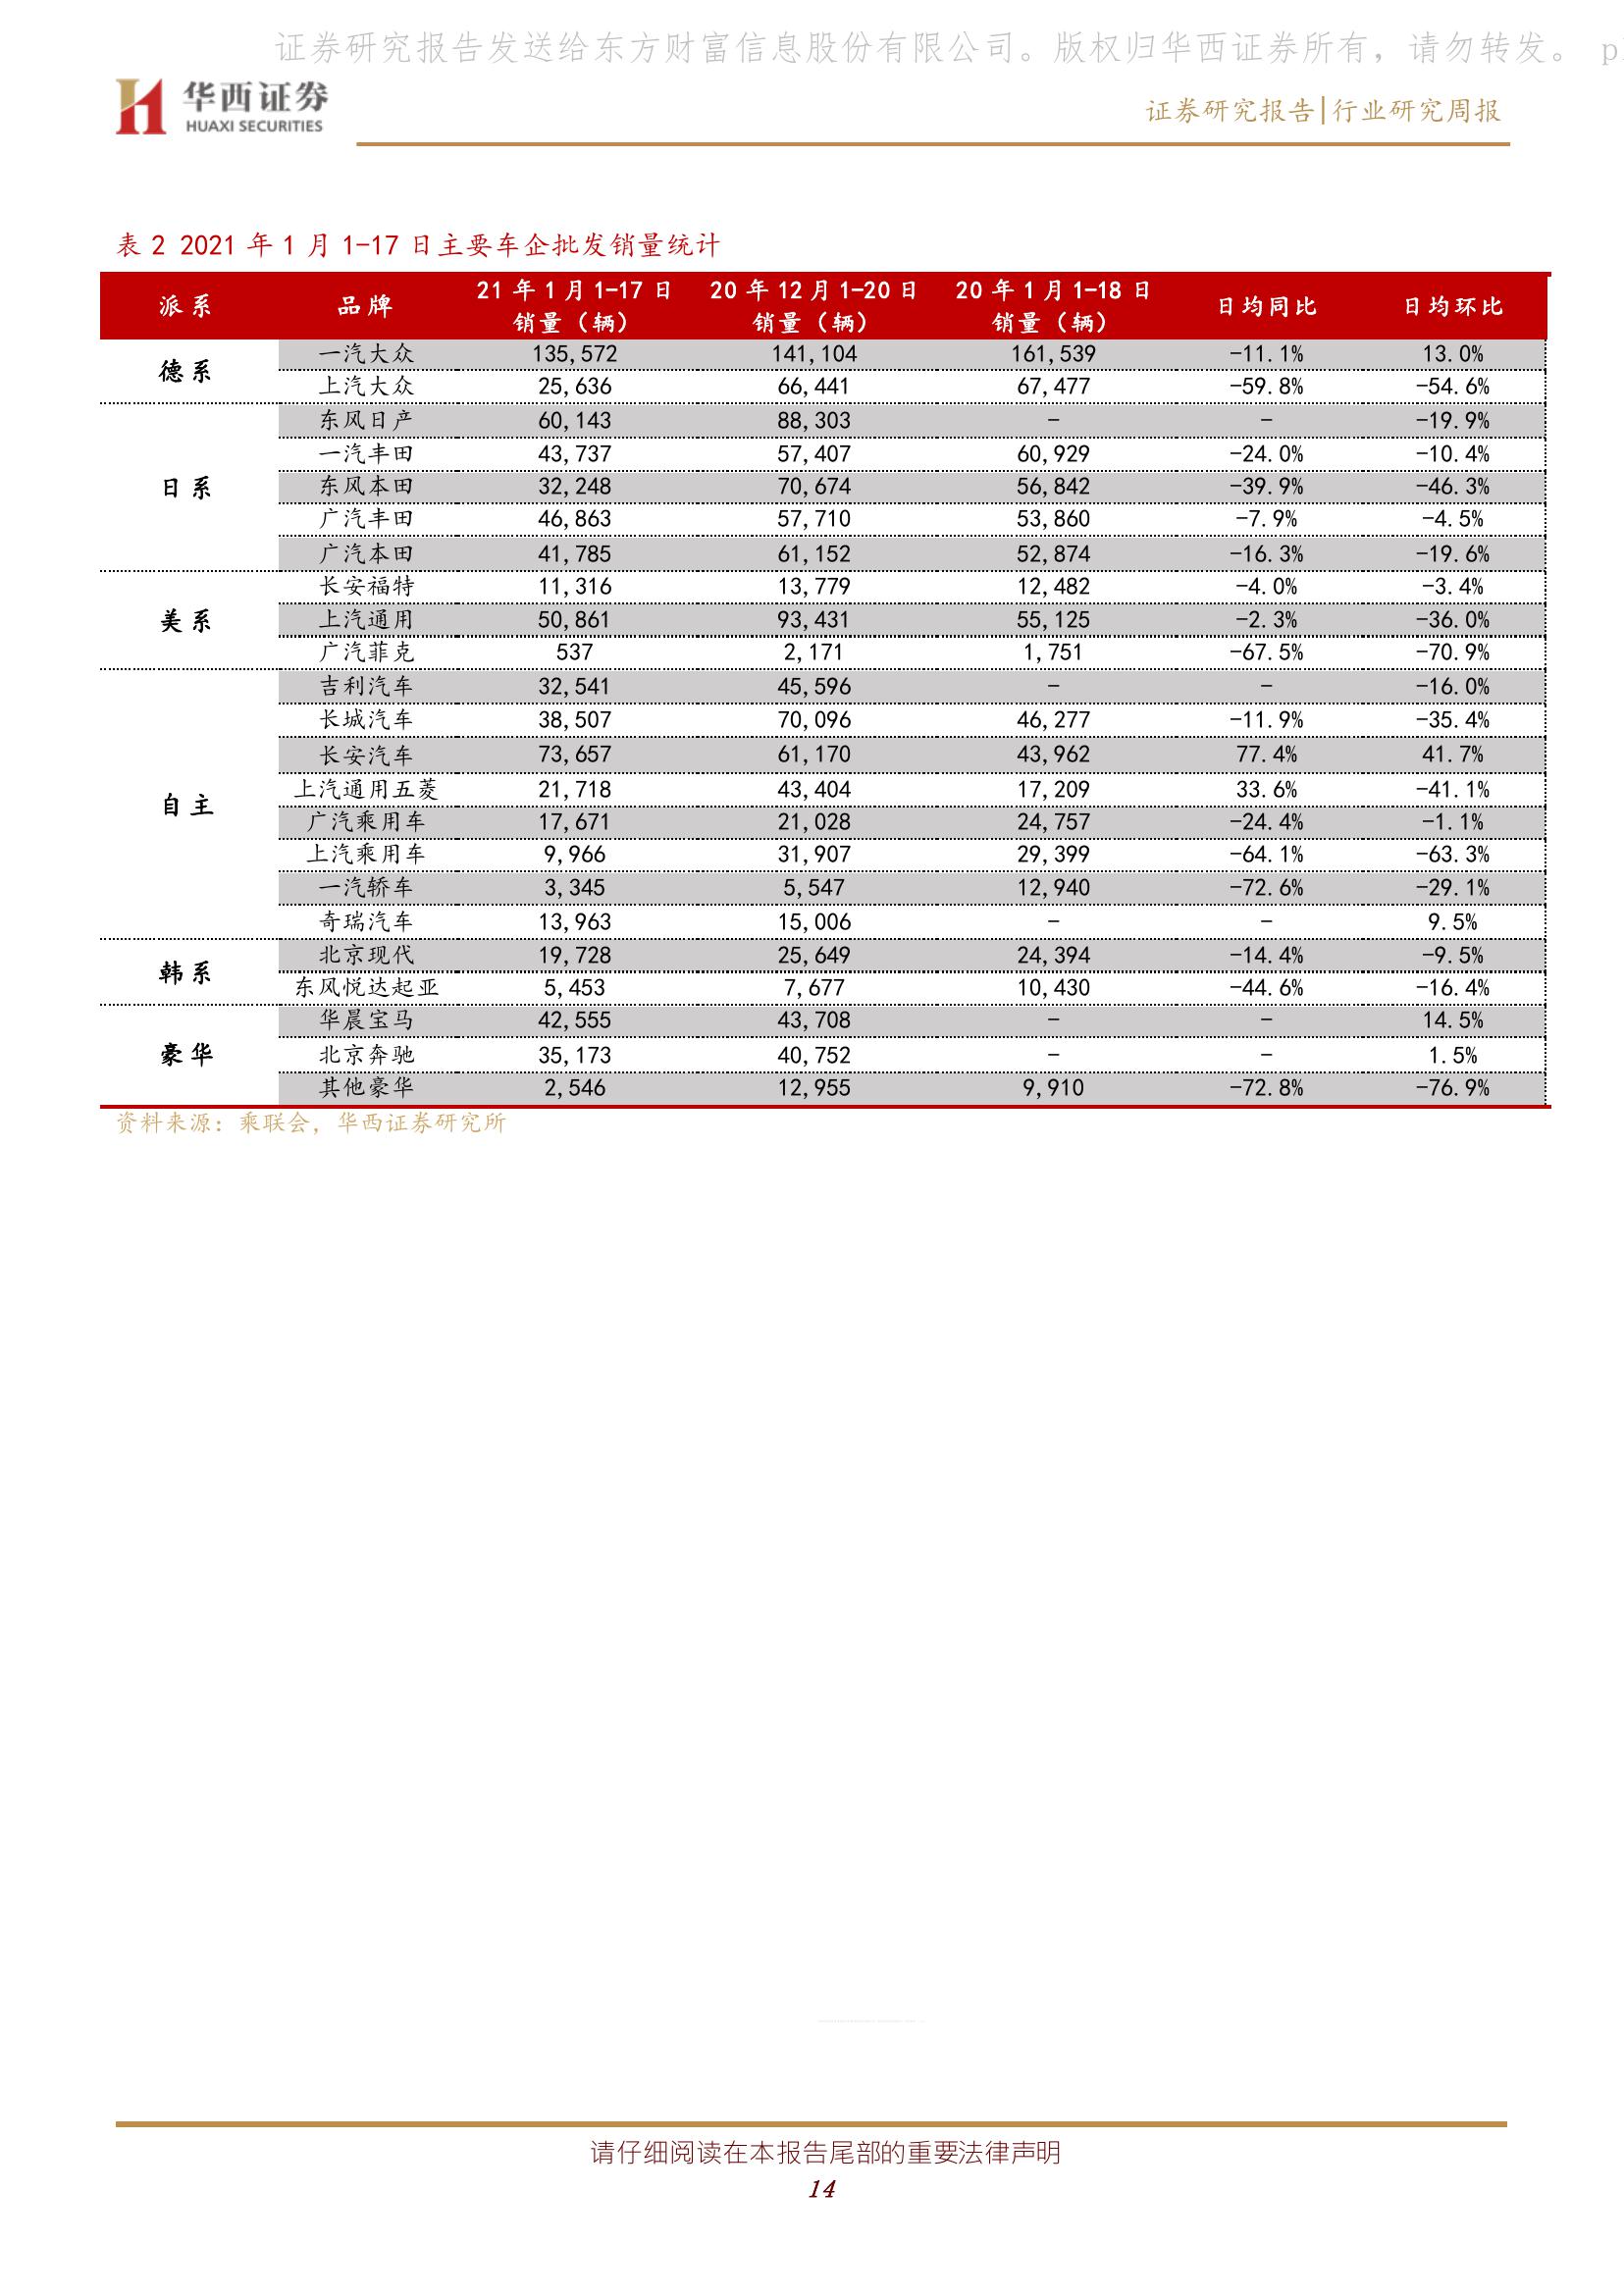 证券研究报告发送给东方财富信息股份有限公司。版权归华西证券所有，请勿转发。 p
华西证券
HUAXI SECURITIES
证券研究报告|行业研究周报
表 2 2021 年 1 月 1-17 日主要车企批发销量统计
派系 品牌 21 年 1 月 1-17 日销量（辆） 20 年 12 月 1-20 日销量（辆） 20 年 1 月 1-18 日销量（辆） 日均同比 日均环比
德系 一汽大众 135,572 141,104 161,539 -11.1% 13.0%
上汽大众 25,636 66,441 67,477 -59.8% -54.6%
日系 东风日产 60,143 88,303 - - -19.9%
一汽丰田 43,737 57,407 60,929 -24.0% -10.4%
东风本田 32,248 70,674 56,842 -39.9% -46.3%
广汽丰田 46,863 57,710 53,860 -7.9% -4.5%
广汽本田 41,785 61,152 52,874 -16.3% -19.6%
美系 长安福特 11,316 13,779 12,482 -4.0% -3.4%
上汽通用 50,861 93,431 55,125 -2.3% -36.0%
广汽菲克 537 2,171 1,751 -67.5% -70.9%
自主 吉利汽车 32,541 45,596 - - -16.0%
长城汽车 38,507 70,096 46,277 -11.9% -35.4%
长安汽车 73,657 61,170 43,962 77.4% 41.7%
上汽通用五菱 21,718 43,404 17,209 33.6% -41.1%
广汽乘用车 17,671 21,028 24,757 -24.4% -1.1%
上汽乘用车 9,966 31,907 29,399 -64.1% -63.3%
一汽轿车 3,345 5,547 12,940 -72.6% -29.1%
奇瑞汽车 13,963 15,006 - - 9.5%
韩系 北京现代 19,728 25,649 24,394 -14.4% -9.5%
东风悦达起亚 5,453 7,677 10,430 -44.6% -16.4%
豪华 华晨宝马 42,555 43,708 - - 14.5%
北京奔驰 35,173 40,752 - - 1.5%
其他豪华 2,546 12,955 9,910 -72.8% -76.9%
资料来源：乘联会，华西证券研究所
请仔细阅读在本报告尾部的重要法律声明
14